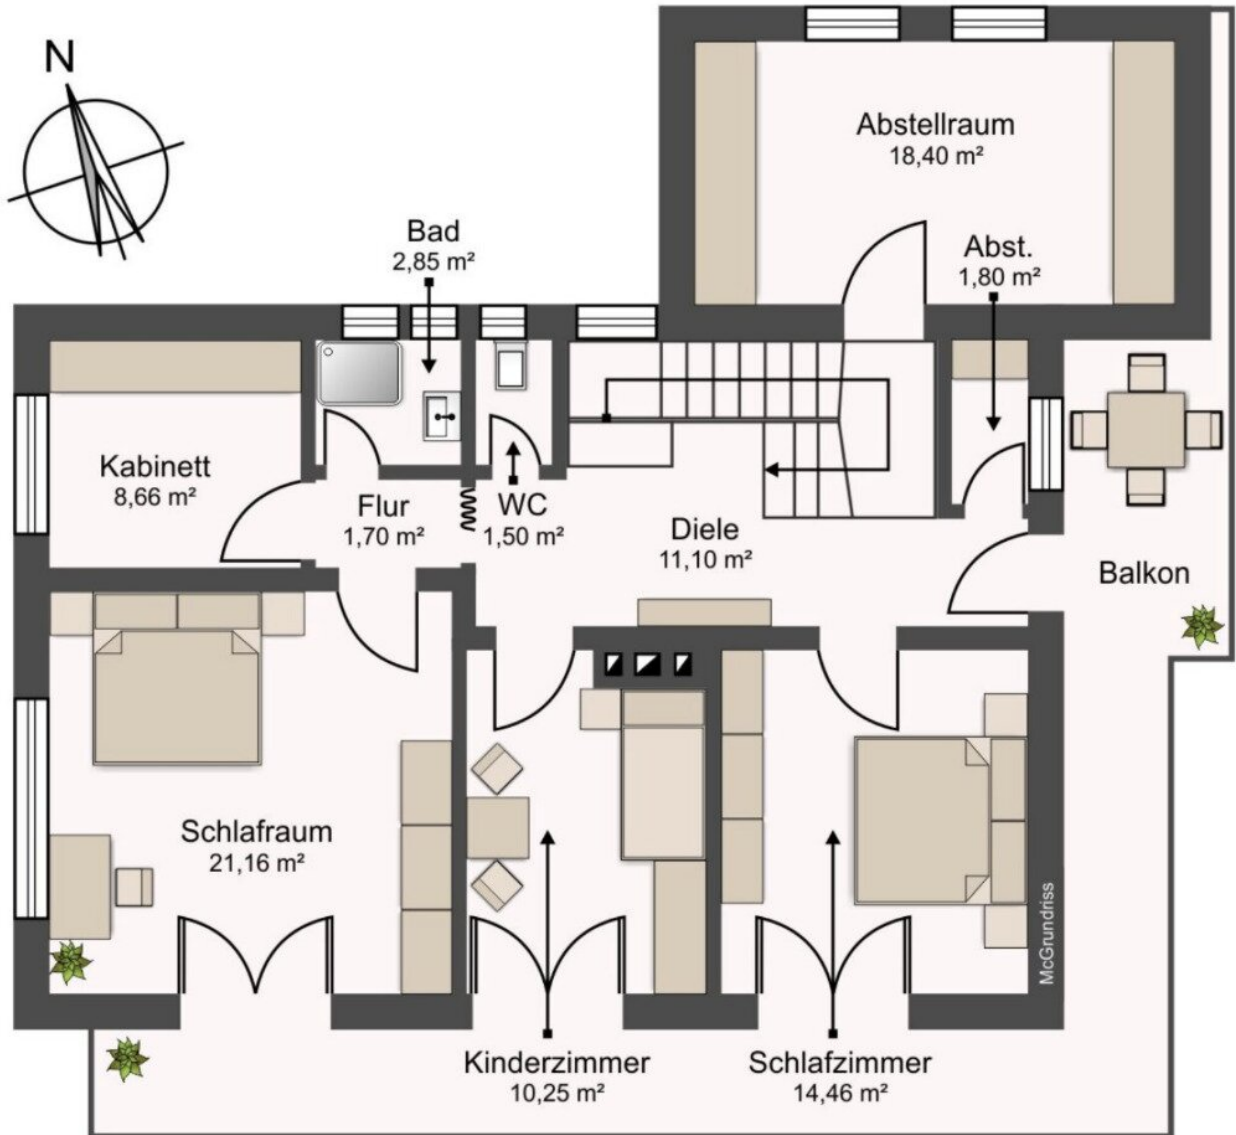 N
Abstellraum
18,40 m²
Bad
2,85 m²
Abst.
1,80 m²
Kabinett
8,66 m²
Flur
1,70 m²
WC
1,50 m²
Diele
11,10 m²
Balkon
Schlafraum
21,16 m²
McGrundriss
Kinderzimmer
10,25 m²
Schlafzimmer
14,46 m²